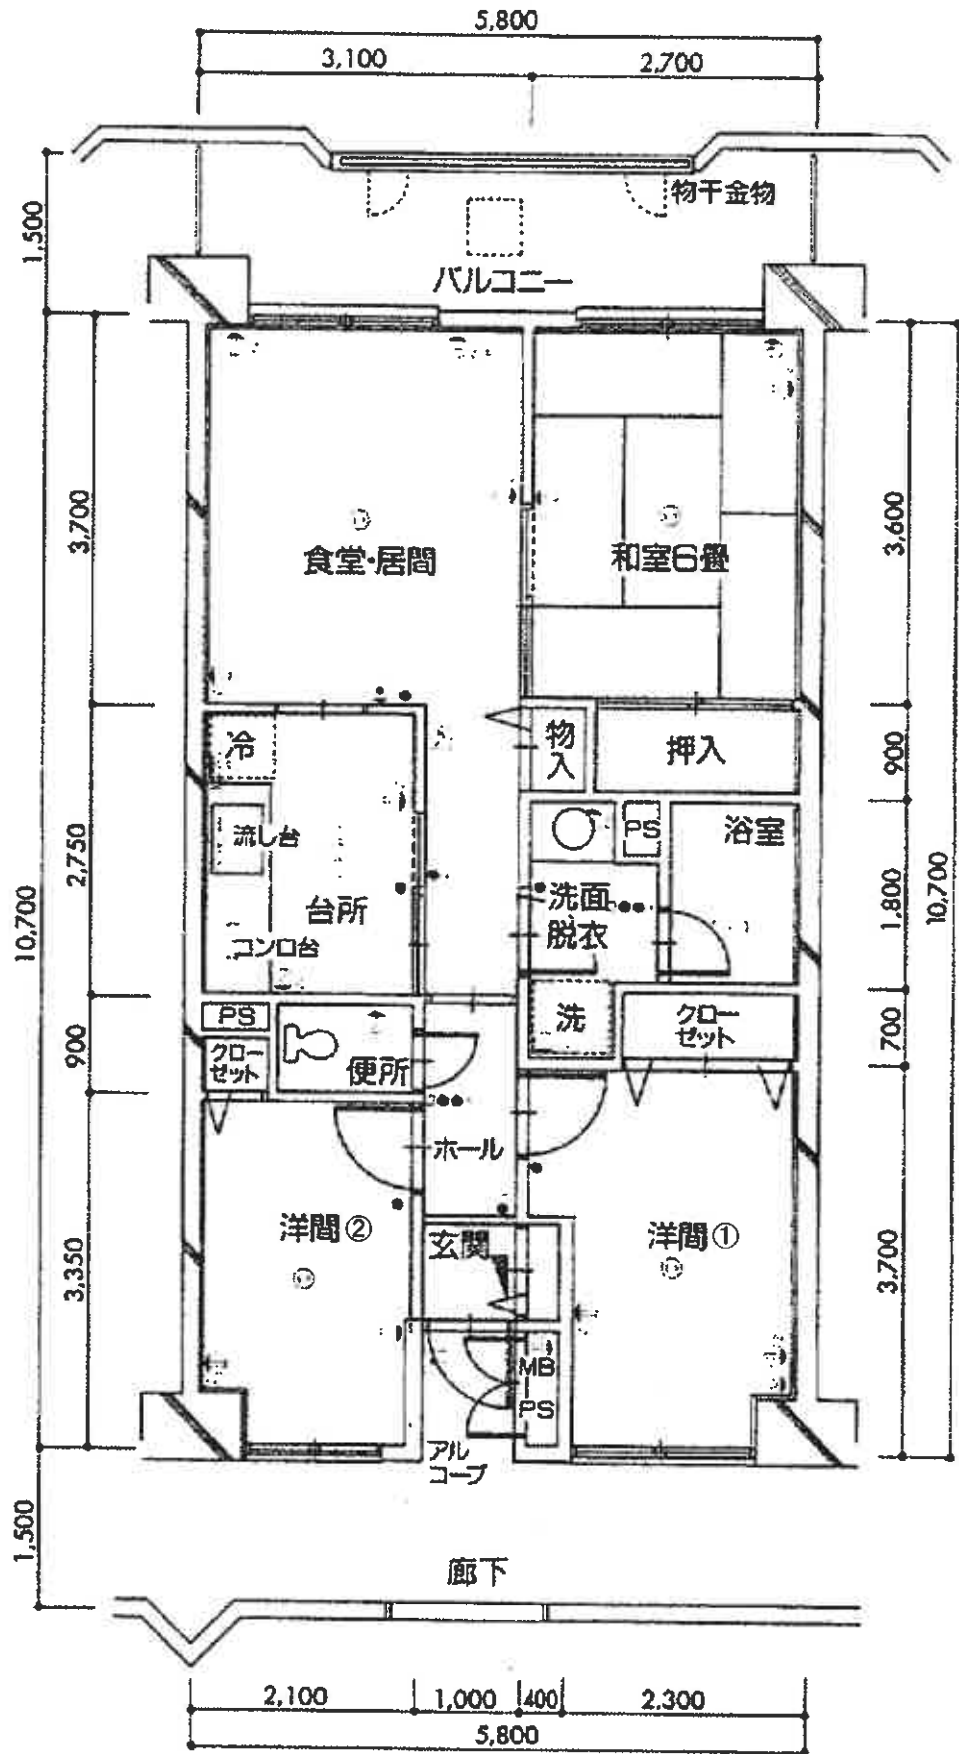 5,800
3,100
2,700
物干金物
1,500
バルコニー
3,700
食堂・居間
和室6畳
3,600
冷
物入
押入
900
流し台
PS
浴室
2,750
台所
洗面
脱衣
1,800
10,700
10,700
コンロ台
PS
洗
クロー
ゼット
700
900
クロー
ゼット
便所
ホール
洋間②
玄関
洋間①
3,350
3,700
MB
PS
アル
コーブ
1,500
廊下
2,100
1,000
400
2,300
5,800